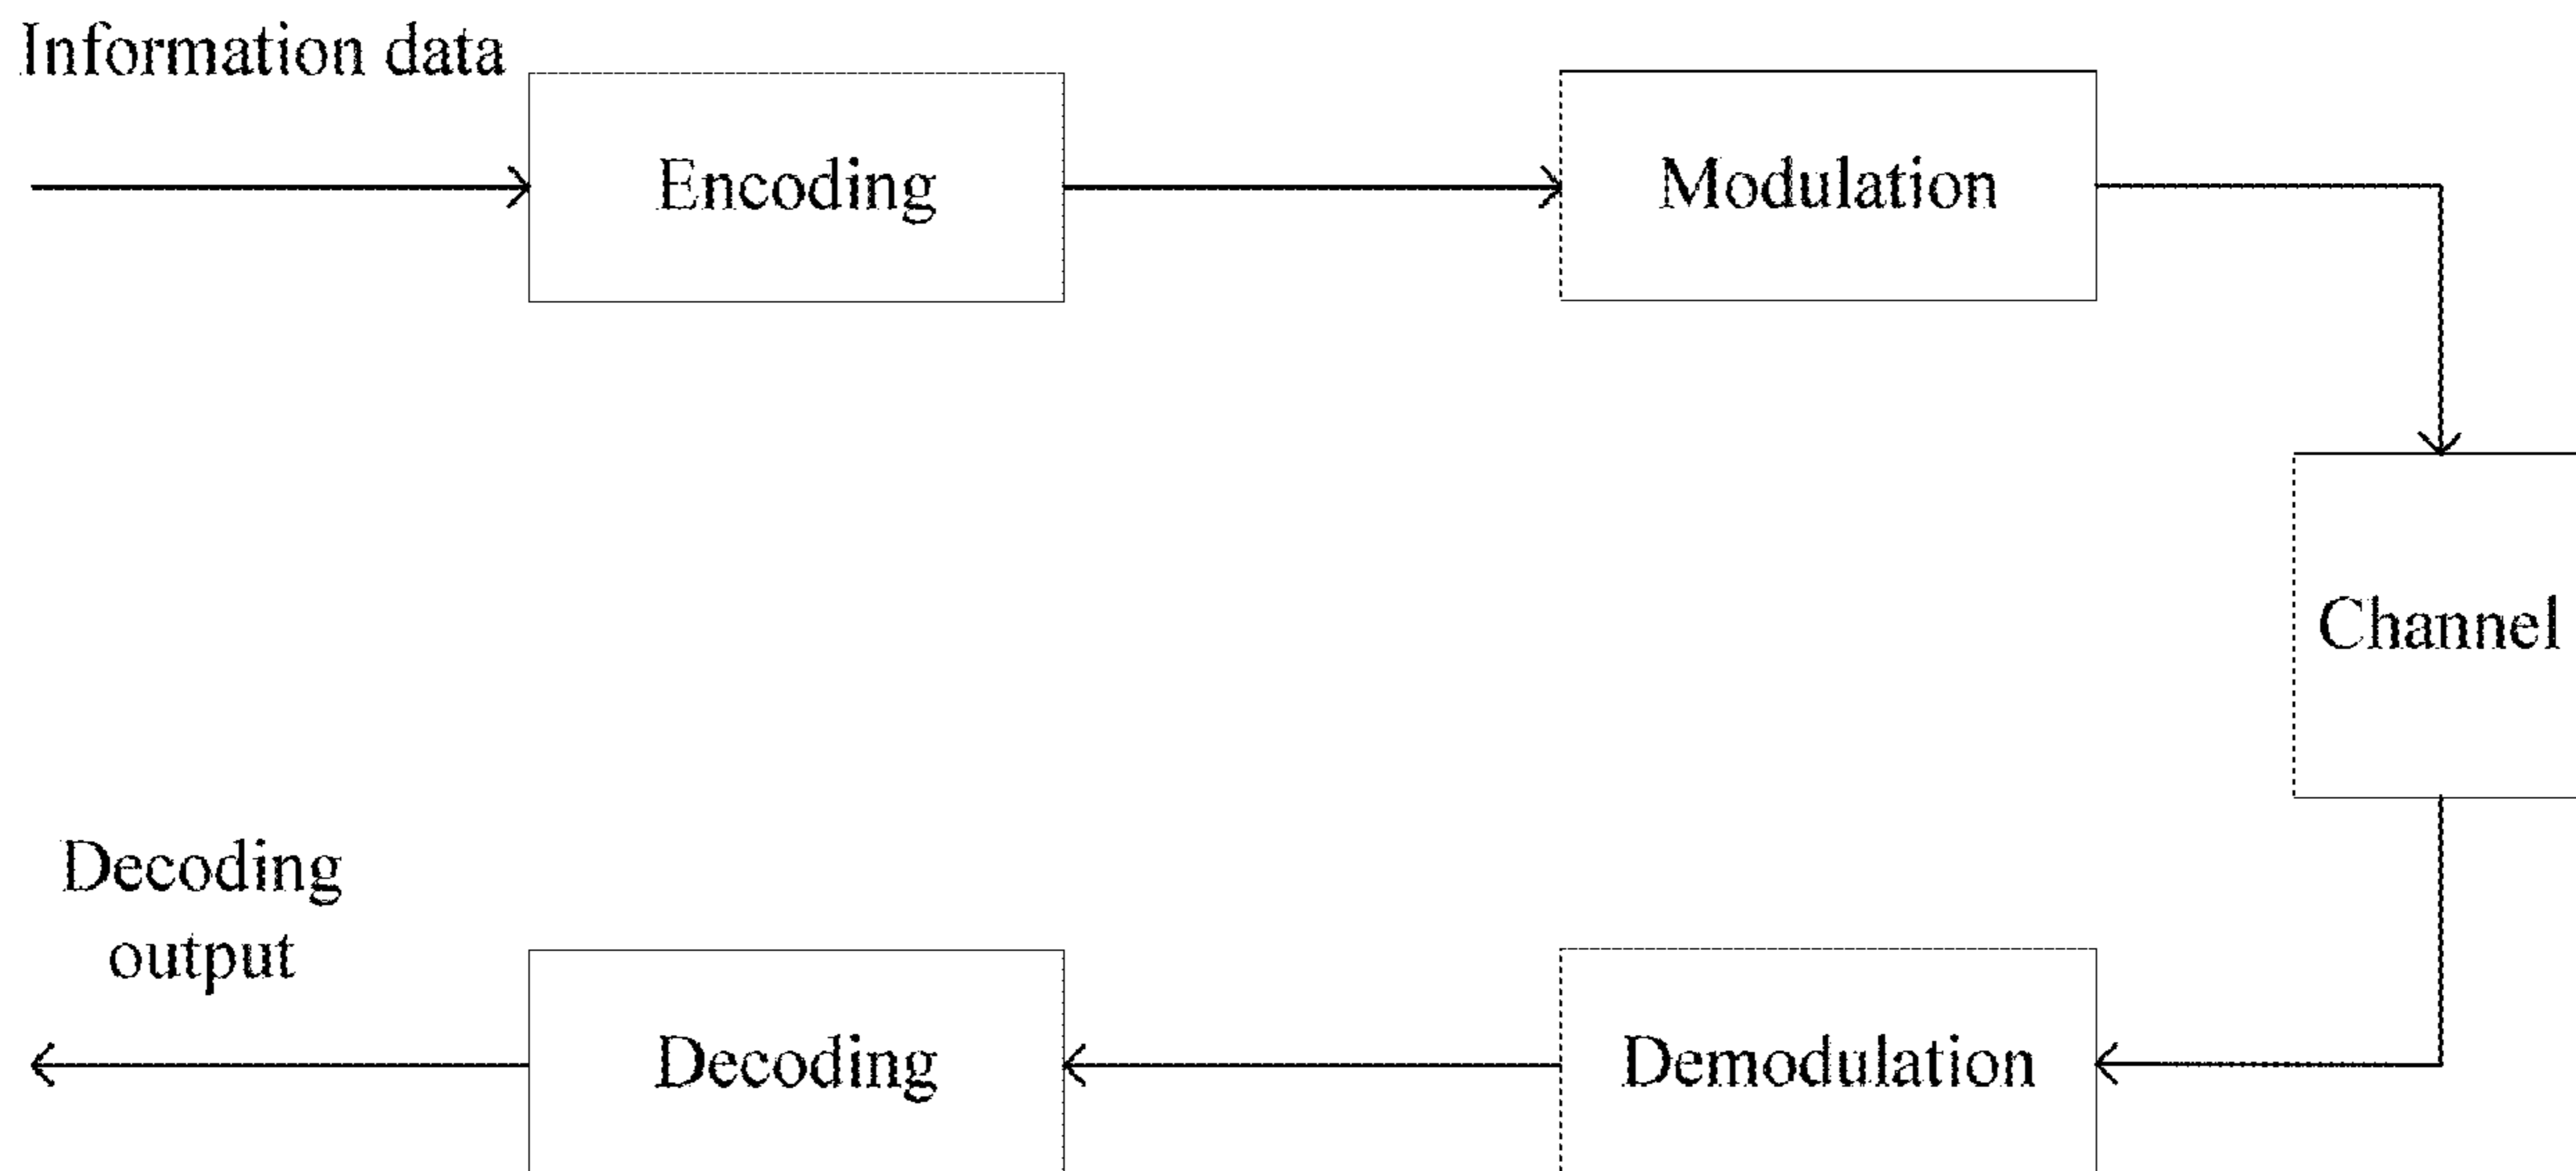 Information data
Encoding
Modulation
Channel
Decoding
output
Decoding
Demodulation